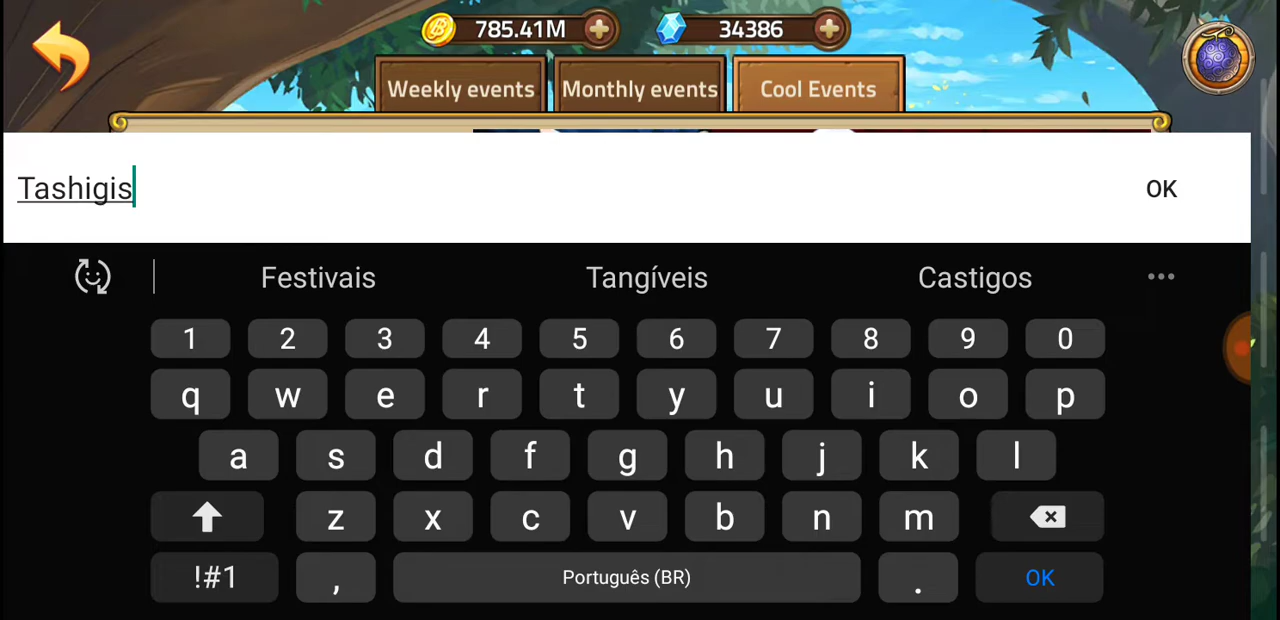 785.41M 34386
Weekly events Monthly events Cool Events
Tashigis OK
Festivais Tangíveis Castigos
1 2 3 4 5 6 7 8 9 0
q w e r t y u i o p
a s d f g h j k l
z x c v b n m
!#1 , Português (BR) . OK